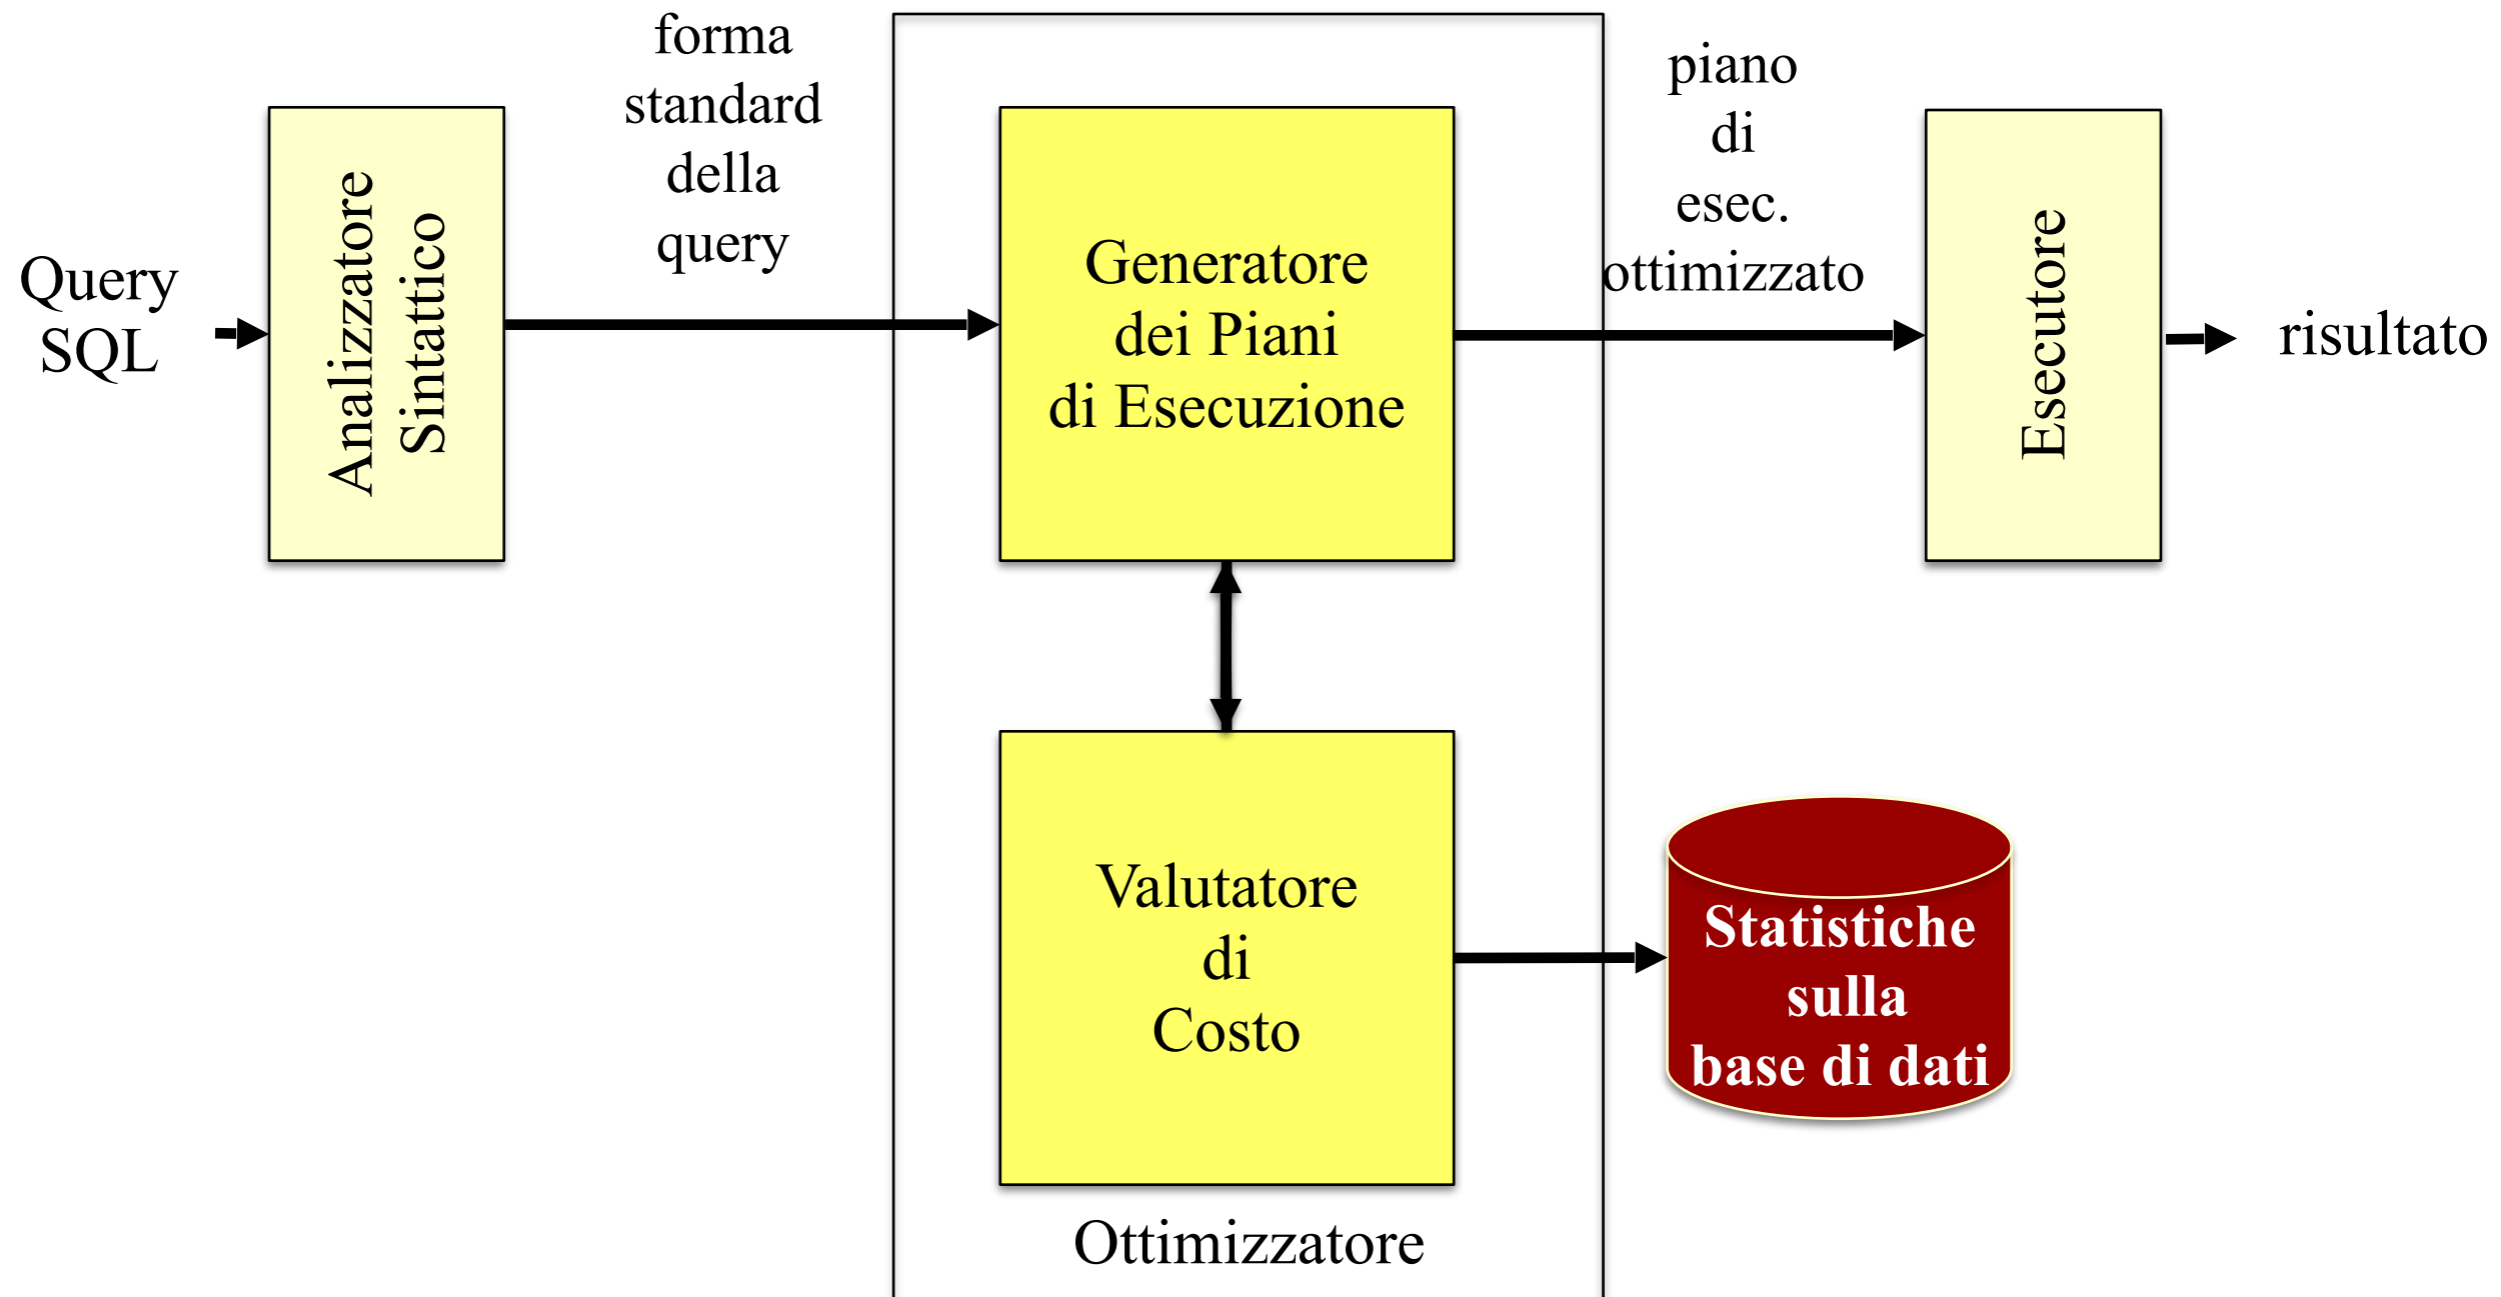 Query
SQL
Analizzatore
Sintattico
forma
standard
della
query
Generatore
dei Piani
di Esecuzione
piano
di
esec.
ottimizzato
Esecutore
risultato
Valutatore
di
Costo
Statistiche
sulla
base di dati
Ottimizzatore